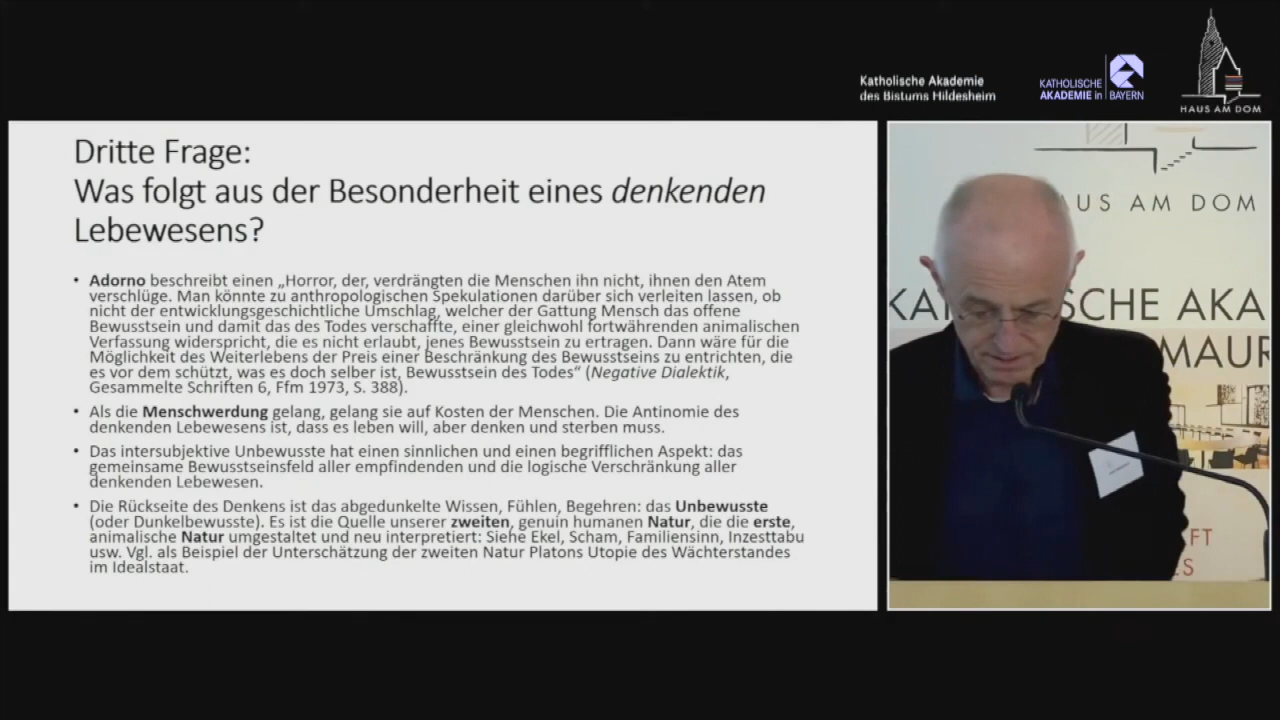 Katholische Akademie
des Bistums Hildesheim
KATHOLISCHE
AKADEMIE in BAYERN
HAUS AM DOM
Dritte Frage:
Was folgt aus der Besonderheit eines denkenden
Lebewesens?
• Adorno beschreibt einen „Horror, der, verdrängten die Menschen ihn nicht, ihnen den Atem
verschlüge. Man könnte zu anthropologischen Spekulationen darüber sich verleiten lassen, ob
nicht der entwicklungsgeschichtliche Umschlag, welcher der Gattung Mensch das offene
Bewusstsein und damit das des Todes verschaffte, einer gleichwohl fortwährenden animalischen
Verfassung widerspricht, die es nicht erlaubt, jenes Bewusstsein zu ertragen. Dann wäre für die
Möglichkeit des Weiterlebens der Preis einer Beschränkung des Bewusstseins zu entrichten, die
es vor dem schützt, was es doch selber ist, Bewusstsein des Todes“ (Negative Dialektik,
Gesammelte Schriften 6, Ffm 1973, S. 388).
• Als die Menschwerdung gelang, gelang sie auf Kosten der Menschen. Die Antinomie des
denkenden Lebewesens ist, dass es leben will, aber denken und sterben muss.
• Das intersubjektive Unbewusste hat einen sinnlichen und einen begrifflichen Aspekt: das
gemeinsame Bewusstseinsfeld aller empfindenden und die logische Verschränkung aller
denkenden Lebewesen.
• Die Rückseite des Denkens ist das abgedunkelte Wissen, Fühlen, Begehren: das Unbewusste
(oder Dunkelbewusste). Es ist die Quelle unserer zweiten, genuin humanen Natur, die die erste,
animalische Natur umgestaltet und neu interpretiert: Siehe Ekel, Scham, Familiensinn, Inzesttabu
usw. Vgl. als Beispiel der Unterschätzung der zweiten Natur Platons Utopie des Wächterstandes
im Idealstaat.
AUS AM DOM
KA
SCHE AKA
MAUR
FT
ES